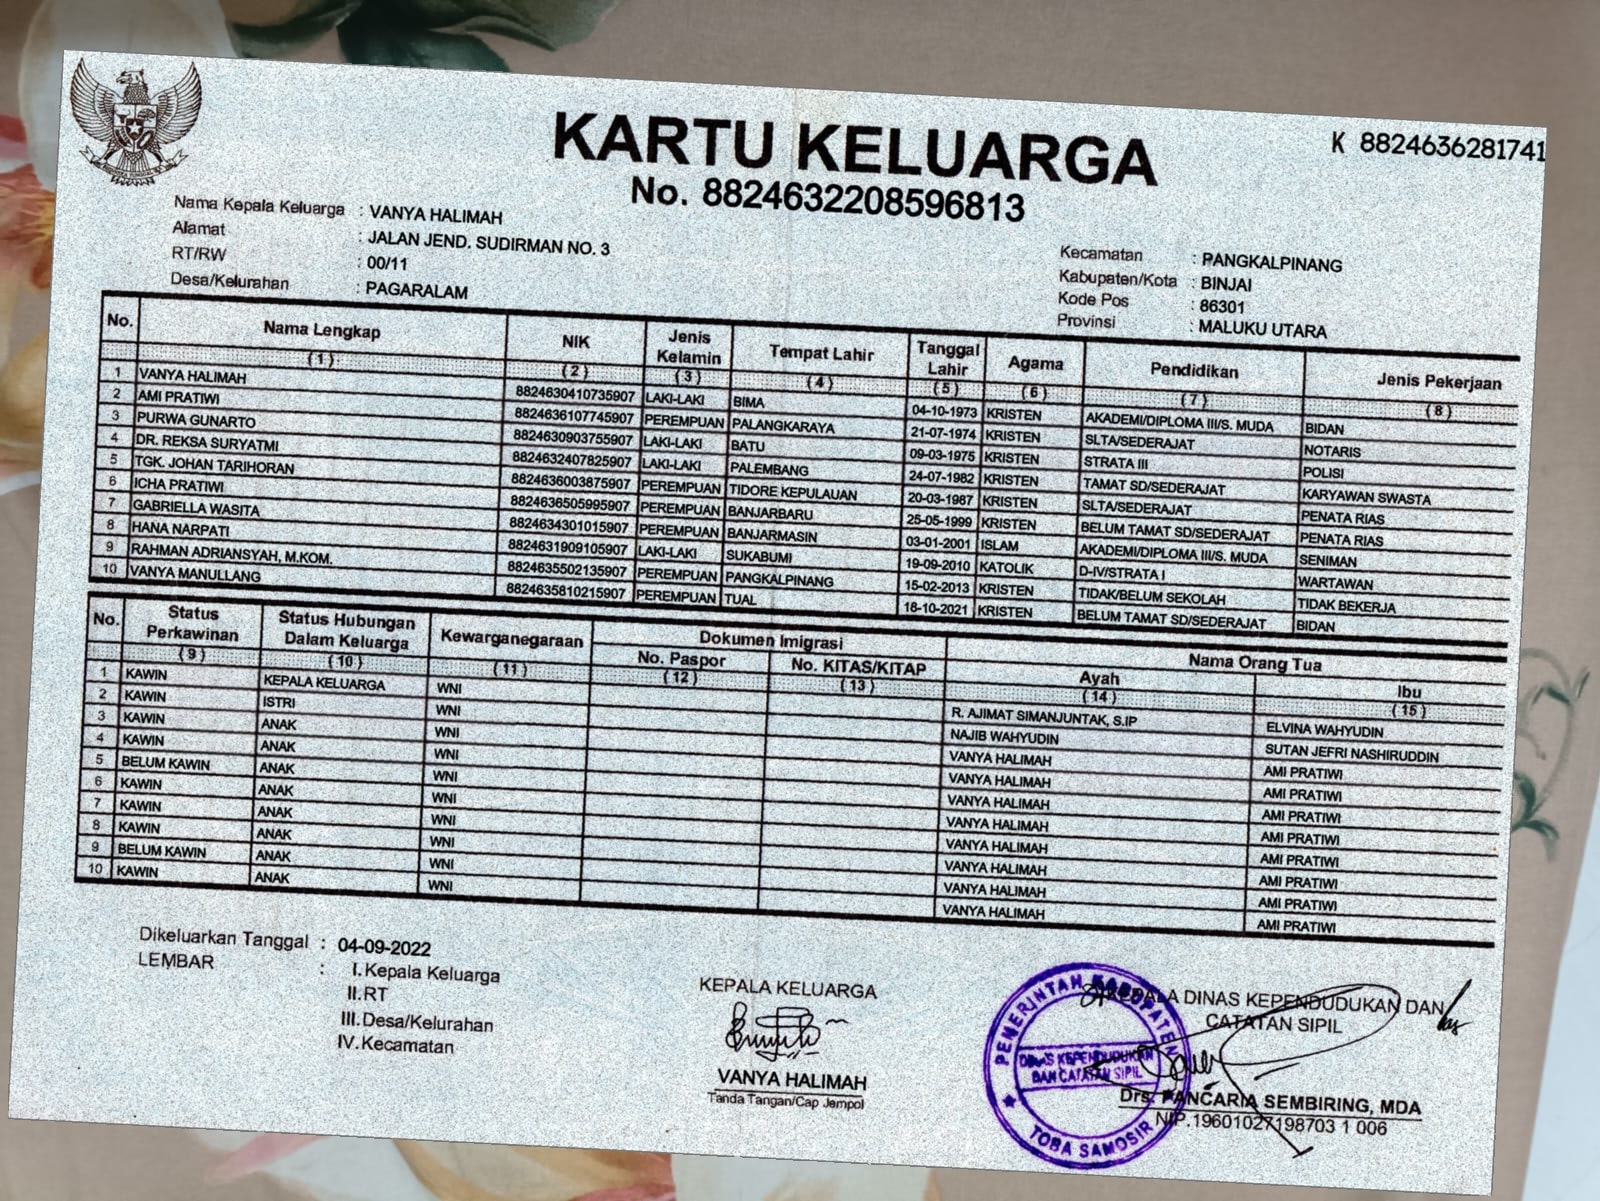 KARTU KELUARGA
K 8824636281741
No. 8824632208596813
Nama Kepala Keluarga : VANYA HALIMAH
Alamat : JALAN JEND. SUDIRMAN NO. 3
RT/RW : 00/11
Desa/Kelurahan : PAGARALAM
Kecamatan : PANGKALPINANG
Kabupaten/Kota : BINJAI
Kode Pos : 86301
Provinsi : MALUKU UTARA
No. Nama Lengkap NIK Jenis Kelamin Tempat Lahir Tanggal Lahir Agama Pendidikan Jenis Pekerjaan
(1) (2) (3) (4) (5) (6) (7) (8)
1 VANYA HALIMAH 8824630410735907 LAKI-LAKI BIMA 04-10-1973 KRISTEN AKADEMI/DIPLOMA III/S. MUDA BIDAN
2 AMI PRATIWI 8824636107745907 PEREMPUAN PALANGKARAYA 21-07-1974 KRISTEN SLTA/SEDERAJAT NOTARIS
3 PURWA GUNARTO 8824630903755907 LAKI-LAKI BATU 09-03-1975 KRISTEN STRATA III POLISI
4 DR. REKSA SURYATMI 8824632407825907 LAKI-LAKI PALEMBANG 24-07-1982 KRISTEN TAMAT SD/SEDERAJAT KARYAWAN SWASTA
5 TGK. JOHAN TARIHORAN 8824636003875907 PEREMPUAN TIDORE KEPULAUAN 20-03-1987 KRISTEN SLTA/SEDERAJAT PENATA RIAS
6 ICHA PRATIWI 8824636505995907 PEREMPUAN BANJARBARU 25-05-1999 KRISTEN BELUM TAMAT SD/SEDERAJAT PENATA RIAS
7 GABRIELLA WASITA 8824634301015907 PEREMPUAN BANJARMASIN 03-01-2001 ISLAM AKADEMI/DIPLOMA III/S. MUDA SENIMAN
8 HANA NARPATI 8824631909105907 LAKI-LAKI SUKABUMI 19-09-2010 KATOLIK D-IV/STRATA I WARTAWAN
9 RAHMAN ADRIANSYAH, M.KOM. 8824635502135907 PEREMPUAN PANGKALPINANG 15-02-2013 KRISTEN TIDAK/BELUM SEKOLAH TIDAK BEKERJA
10 VANYA MANULLANG 8824635810215907 PEREMPUAN TUAL 18-10-2021 KRISTEN BELUM TAMAT SD/SEDERAJAT BIDAN
No. Status Perkawinan Status Hubungan Dalam Keluarga Kewarganegaraan Dokumen Imigrasi Nama Orang Tua
No. Paspor No. KITAS/KITAP Ayah Ibu
(9) (10) (11) (12) (13) (14) (15)
1 KAWIN KEPALA KELUARGA WNI R. AJIMAT SIMANJUNTAK, S.IP ELVINA WAHYUDIN
2 KAWIN ISTRI WNI NAJIB WAHYUDIN SUTAN JEFRI NASHIRUDDIN
3 KAWIN ANAK WNI VANYA HALIMAH AMI PRATIWI
4 KAWIN ANAK WNI VANYA HALIMAH AMI PRATIWI
5 BELUM KAWIN ANAK WNI VANYA HALIMAH AMI PRATIWI
6 KAWIN ANAK WNI VANYA HALIMAH AMI PRATIWI
7 KAWIN ANAK WNI VANYA HALIMAH AMI PRATIWI
8 KAWIN ANAK WNI VANYA HALIMAH AMI PRATIWI
9 BELUM KAWIN ANAK WNI VANYA HALIMAH AMI PRATIWI
10 KAWIN ANAK WNI VANYA HALIMAH AMI PRATIWI
Dikeluarkan Tanggal : 04-09-2022
LEMBAR : I. Kepala Keluarga
II. RT
III. Desa/Kelurahan
IV. Kecamatan
KEPALA KELUARGA
VANYA HALIMAH
Tanda Tangan/Cap Jempol
KEPALA DINAS KEPENDUDUKAN DAN
CATATAN SIPIL
Drs. PANCARIA SEMBIRING, MDA
NIP.19601027198703 1 006
PEMERINTAH KABUPATEN
DINAS KEPENDUDUKAN
DAN CATATAN SIPIL
TOBA SAMOSIR